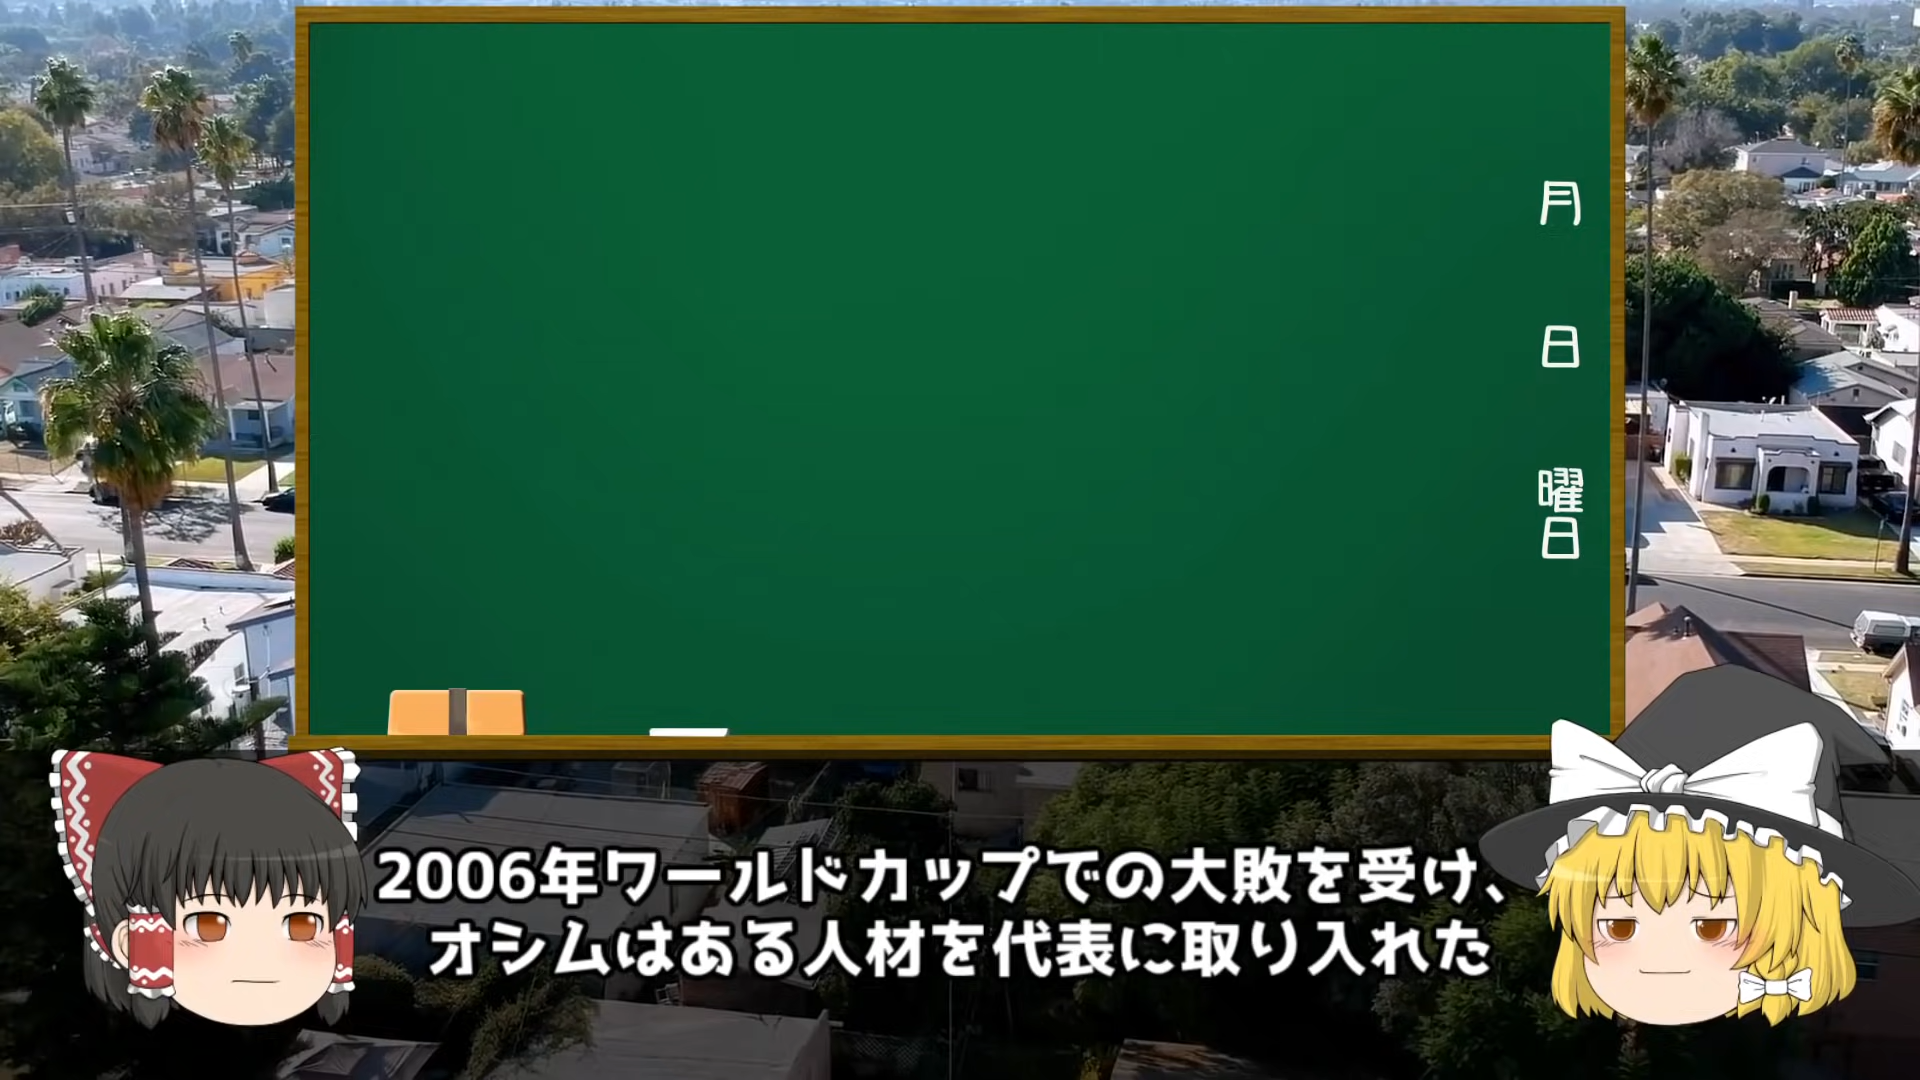 月
日
曜
日
2006年ワールドカップでの大敗を受け、
オシムはある人材を代表に取り入れた